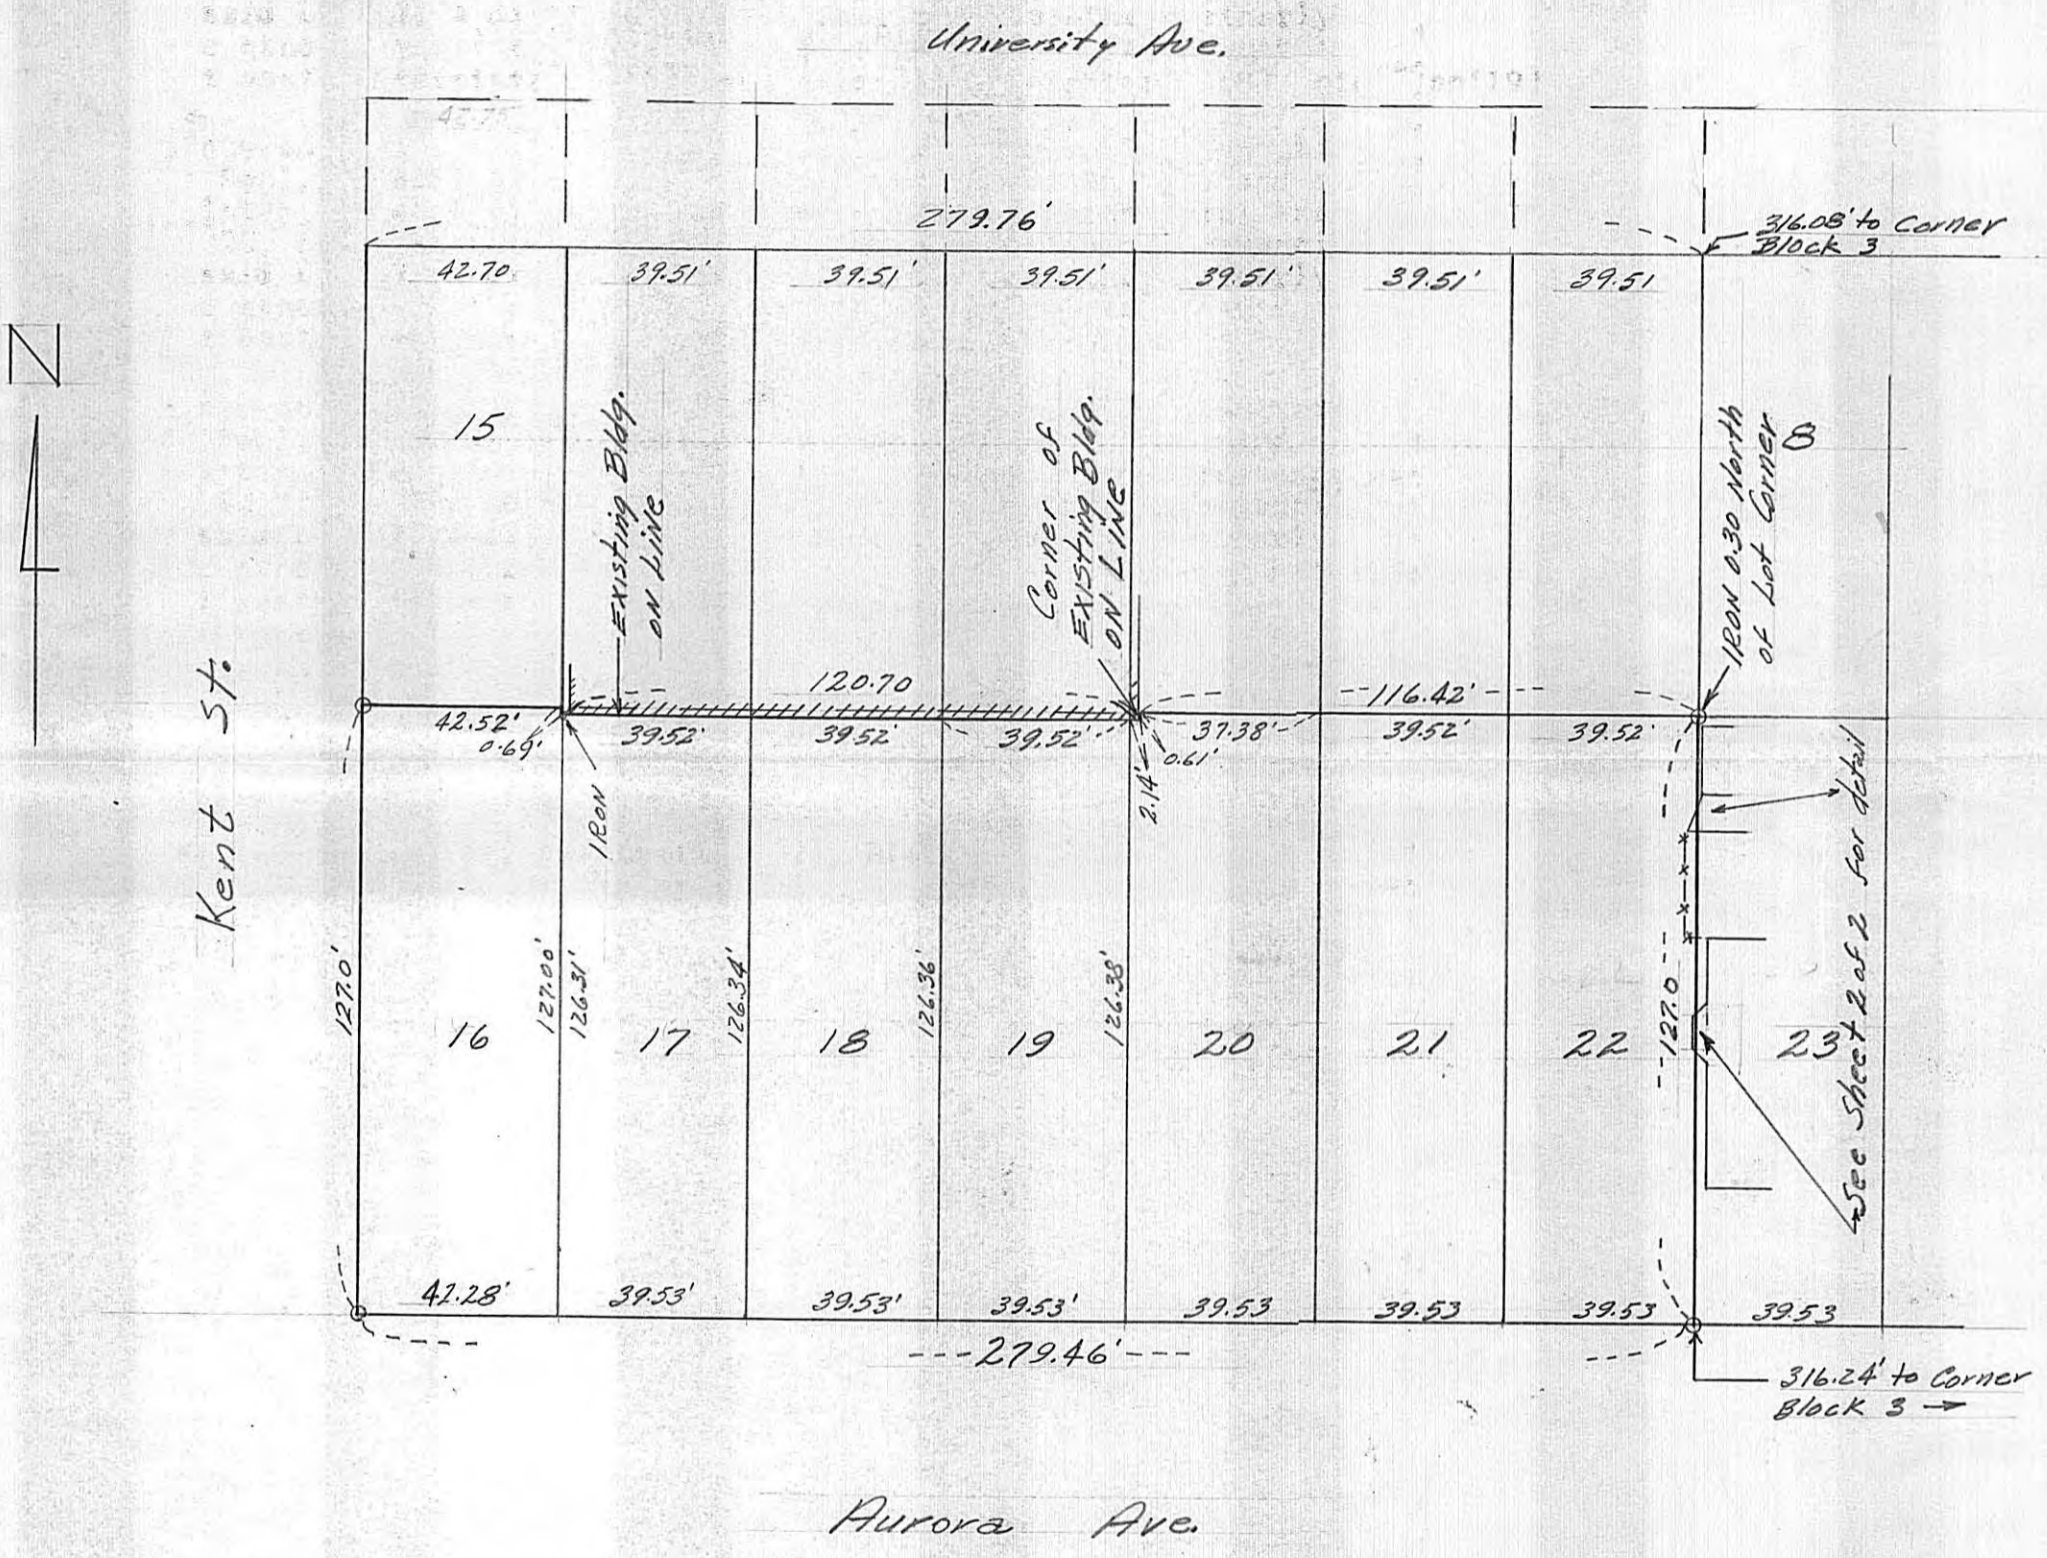 University Ave.
42.75
279.76'
316.08' to Corner
Block 3
42.70
39.51'
39.51'
39.51'
39.51'
39.51'
39.51
N
15
Existing Bldg.
ON Line
Corner of
Existing Bldg.
ON Line
IRON 0.30 North
of Lot Corner
8
Kent St.
120.70
116.42'
42.52'
0.69'
39.52'
39.52'
39.52'
37.38'
39.52'
39.52'
0.61'
2.14'
IRON
127.0'
127.00'
126.31'
126.34'
126.36'
126.38'
127.0
16
17
18
19
20
21
22
23
See Sheet 2 of 2 for detail
42.28'
39.53'
39.53'
39.53'
39.53
39.53
39.53
39.53
279.46'
316.24' to Corner
Block 3
Aurora Ave.